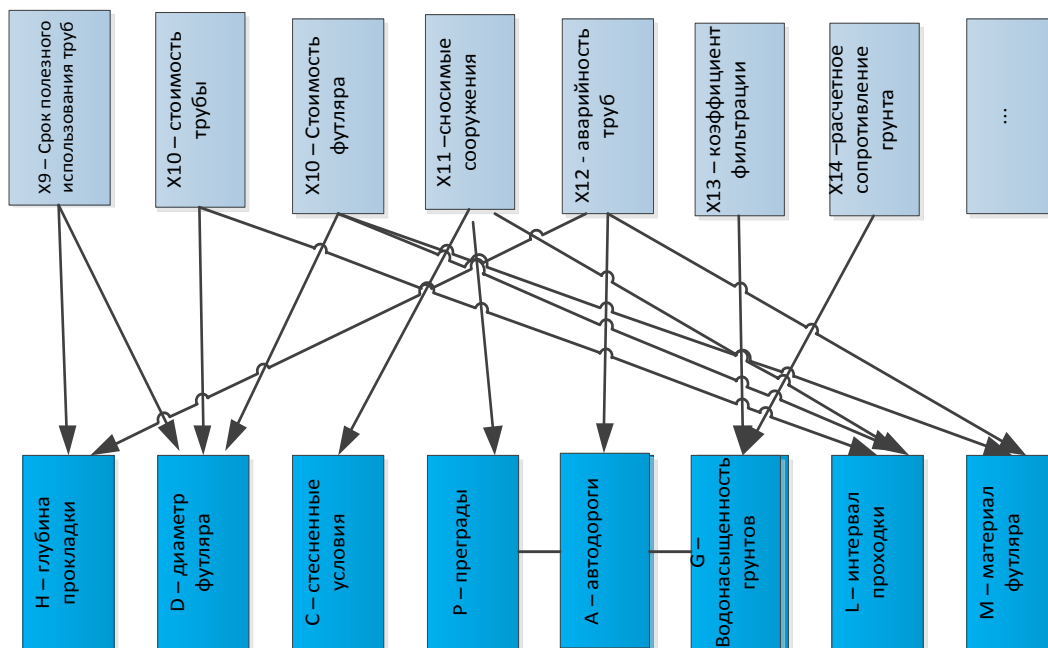 X9 – Срок полезного
использования труб
X10 – стоимость
трубы
X10 – Стоимость
футляра
X11 –сносимые
сооружения
X12 - аварийность
труб
X13 – коэффициент
фильтрации
X14 –расчетное
сопротивление
грунта
...
H – глубина
прокладки
D – диаметр
футляра
C – стесненные
условия
P – преграды
A – автодороги
G –
Водонасыщенность
грунтов
L – интервал
проходки
M – материал
футляра